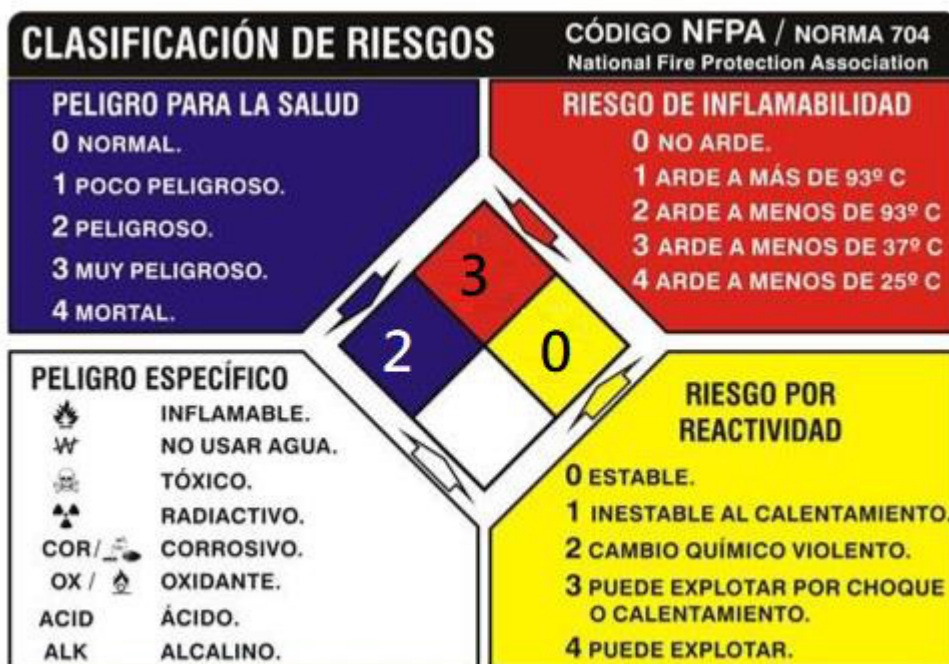 CLASIFICACIÓN DE RIESGOS
CÓDIGO NFPA / NORMA 704
National Fire Protection Association
PELIGRO PARA LA SALUD
0 NORMAL.
1 POCO PELIGROSO.
2 PELIGROSO.
3 MUY PELIGROSO.
4 MORTAL.
RIESGO DE INFLAMABILIDAD
0 NO ARDE.
1 ARDE A MÁS DE 93º C
2 ARDE A MENOS DE 93º C
3 ARDE A MENOS DE 37º C
4 ARDE A MENOS DE 25º C
3
2
0
PELIGRO ESPECÍFICO
INFLAMABLE.
W NO USAR AGUA.
TÓXICO.
RADIACTIVO.
COR/ CORROSIVO.
OX / OXIDANTE.
ACID ÁCIDO.
ALK ALCALINO.
RIESGO POR
REACTIVIDAD
0 ESTABLE.
1 INESTABLE AL CALENTAMIENTO.
2 CAMBIO QUÍMICO VIOLENTO.
3 PUEDE EXPLOTAR POR CHOQUE
O CALENTAMIENTO.
4 PUEDE EXPLOTAR.